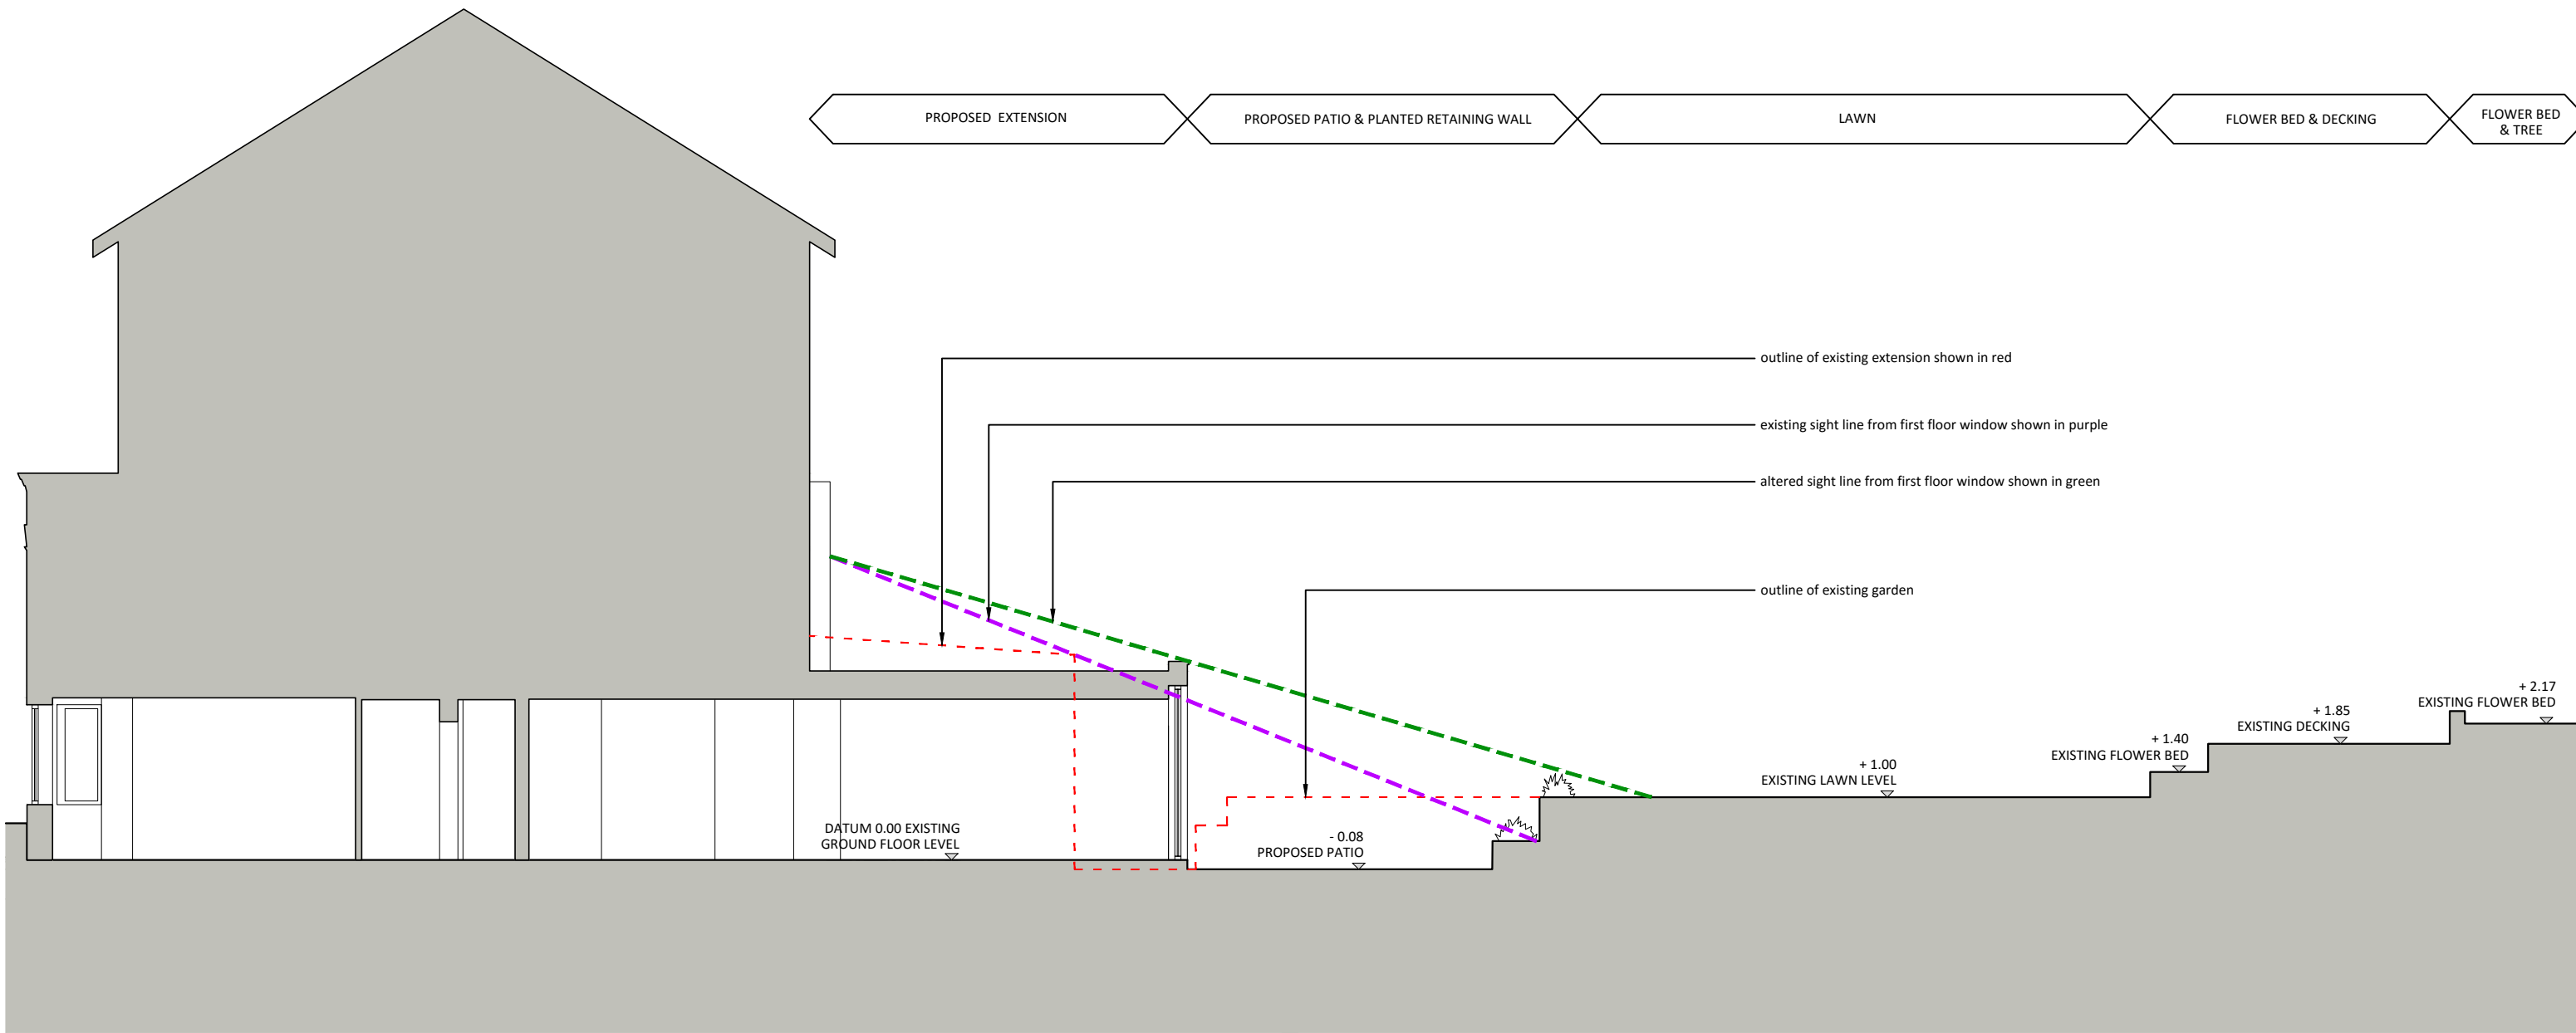 PROPOSED EXTENSION
PROPOSED PATIO & PLANTED RETAINING WALL
LAWN
FLOWER BED & DECKING
FLOWER BED
& TREE
outline of existing extension shown in red
existing sight line from first floor window shown in purple
altered sight line from first floor window shown in green
outline of existing garden
+ 2.17
EXISTING FLOWER BED
+ 1.85
EXISTING DECKING
+ 1.40
EXISTING FLOWER BED
+ 1.00
EXISTING LAWN LEVEL
DATUM 0.00 EXISTING
GROUND FLOOR LEVEL
- 0.08
PROPOSED PATIO